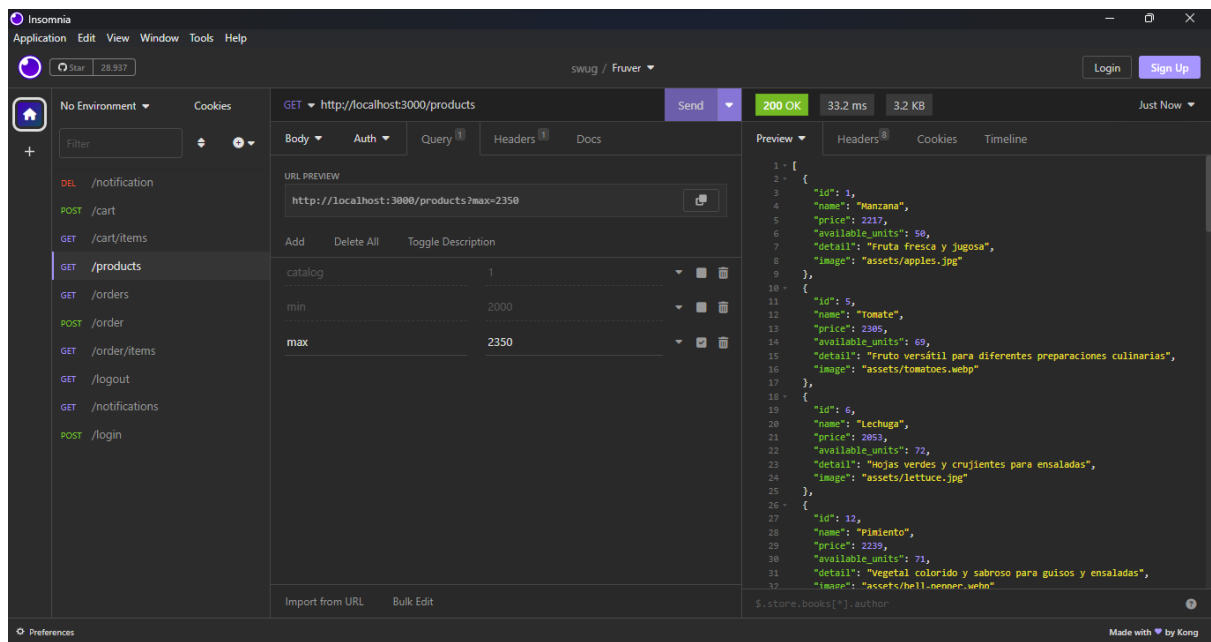 Insomnia
Application Edit View Window Tools Help
Star 28.937
swug / Fruver
Login
Sign Up
No Environment
Cookies
Filter
DEL /notification
POST /cart
GET /cart/items
GET /products
GET /orders
POST /order
GET /order/items
GET /logout
GET /notifications
POST /login
GET http://localhost:3000/products
Send
Body Auth Query 1 Headers 1 Docs
URL PREVIEW
http://localhost:3000/products?max=2350
Add Delete All Toggle Description
catalog 1
min 2000
max 2350
Import from URL Bulk Edit
200 OK 33.2 ms 3.2 KB Just Now
Preview Headers 8 Cookies Timeline
1 [
2 {
3 "id": 1,
4 "name": "Manzana",
5 "price": 2217,
6 "available_units": 50,
7 "detail": "Fruta fresca y jugosa",
8 "image": "assets/apples.jpg"
9 },
10 {
11 "id": 5,
12 "name": "Tomate",
13 "price": 2305,
14 "available_units": 69,
15 "detail": "Fruto versátil para diferentes preparaciones culinarias",
16 "image": "assets/tomatoes.webp"
17 },
18 {
19 "id": 6,
20 "name": "Lechuga",
21 "price": 2053,
22 "available_units": 72,
23 "detail": "Hojas verdes y crujientes para ensaladas",
24 "image": "assets/lettuce.jpg"
25 },
26 {
27 "id": 12,
28 "name": "Pimiento",
29 "price": 2239,
30 "available_units": 71,
31 "detail": "Vegetal colorido y sabroso para guisos y ensaladas",
32 "image": "assets/bell-pepper.webp"
$.store.books[*].author
Preferences
Made with by Kong